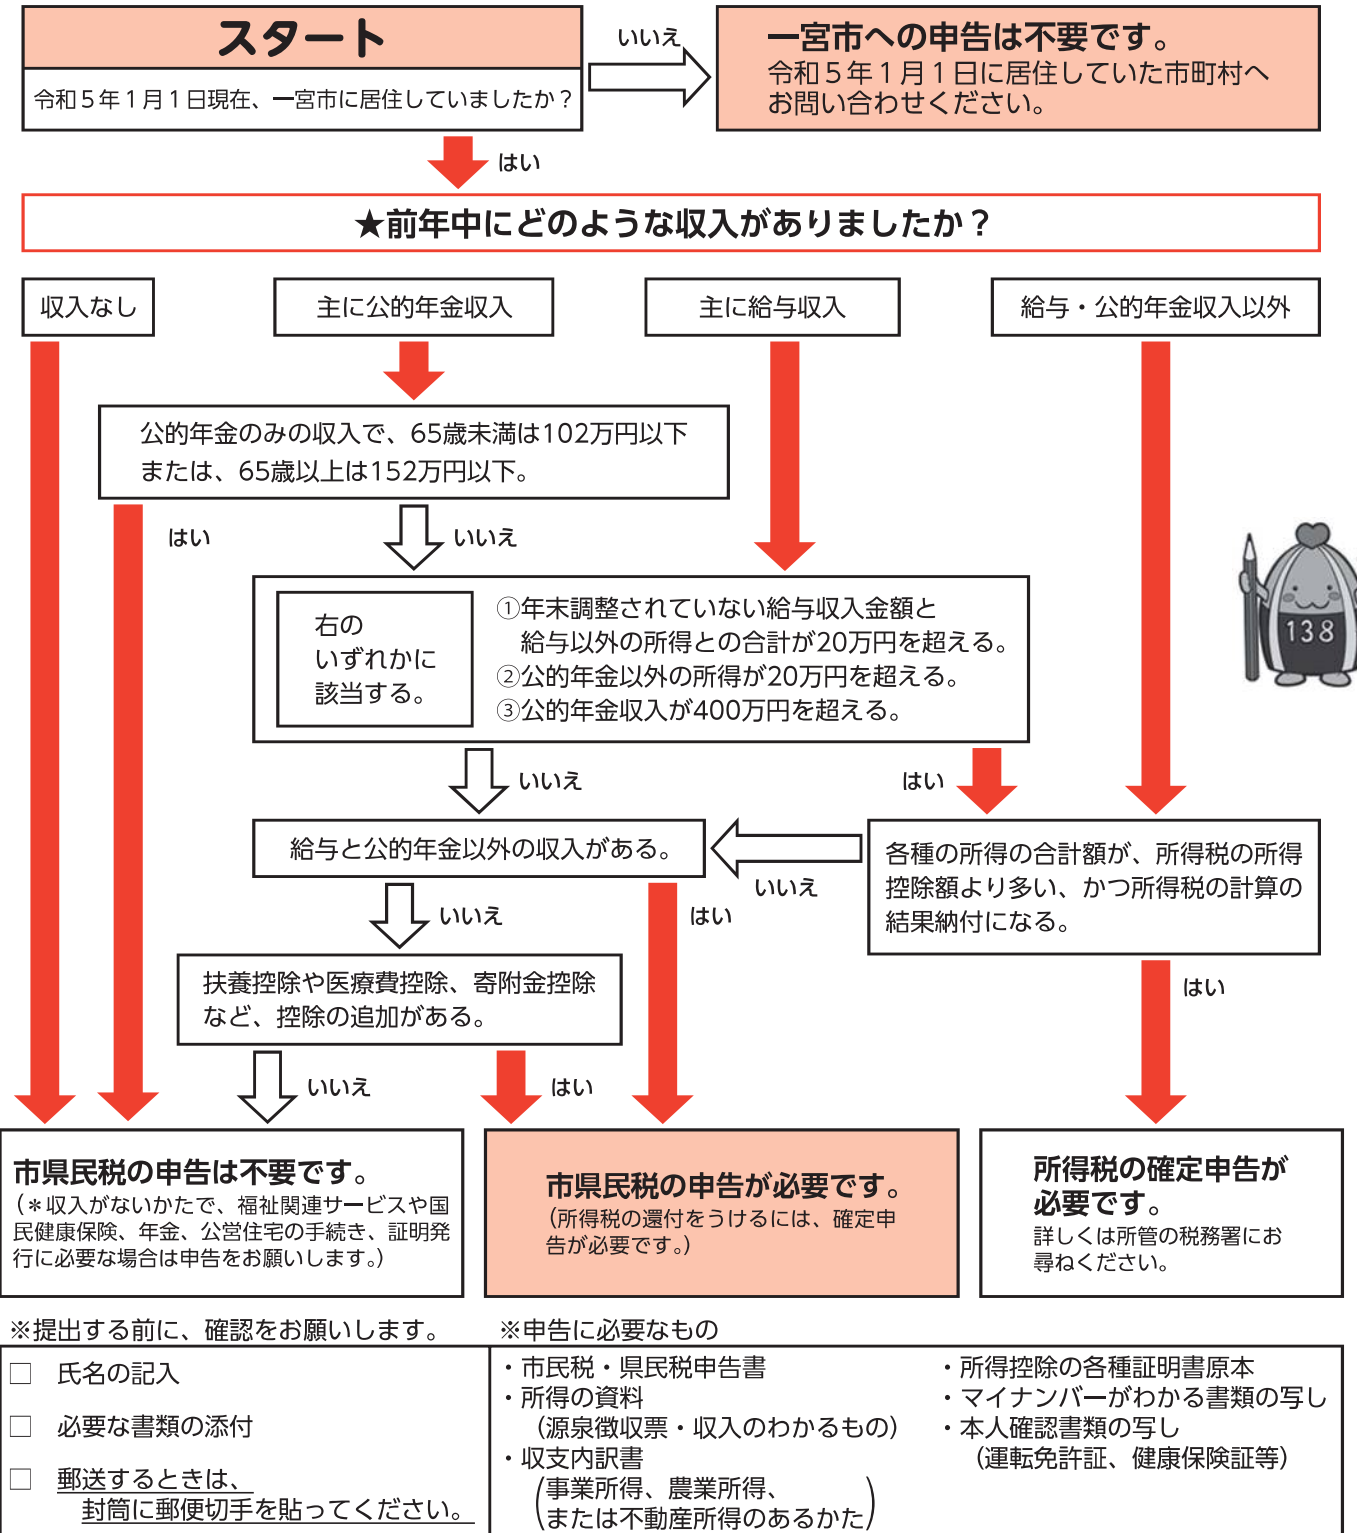 スタート
令和５年１月１日現在、一宮市に居住していましたか？
いいえ
一宮市への申告は不要です。
令和５年１月１日に居住していた市町村へ
お問い合わせください。
はい
★前年中にどのような収入がありましたか？
収入なし
主に公的年金収入
主に給与収入
給与・公的年金収入以外
公的年金のみの収入で、65歳未満は102万円以下
または、65歳以上は152万円以下。
はい
いいえ
右の
いずれかに
該当する。
①年末調整されていない給与収入金額と
給与以外の所得との合計が20万円を超える。
②公的年金以外の所得が20万円を超える。
③公的年金収入が400万円を超える。
138
いいえ
はい
給与と公的年金以外の収入がある。
いいえ
各種の所得の合計額が、所得税の所得
控除額より多い、かつ所得税の計算の
結果納付になる。
いいえ
はい
はい
扶養控除や医療費控除、寄附金控除
など、控除の追加がある。
いいえ
はい
市県民税の申告は不要です。
（＊収入がないかたで、福祉関連サービスや国
民健康保険、年金、公営住宅の手続き、証明発
行に必要な場合は申告をお願いします。）
市県民税の申告が必要です。
（所得税の還付をうけるには、確定申
告が必要です。）
所得税の確定申告が
必要です。
詳しくは所管の税務署にお
尋ねください。
※提出する前に、確認をお願いします。
□ 氏名の記入
□ 必要な書類の添付
□ 郵送するときは、
封筒に郵便切手を貼ってください。
※申告に必要なもの
・市民税・県民税申告書
・所得の資料
（源泉徴収票・収入のわかるもの）
・収支内訳書
（事業所得、農業所得、
または不動産所得のあるかた）
・所得控除の各種証明書原本
・マイナンバーがわかる書類の写し
・本人確認書類の写し
（運転免許証、健康保険証等）